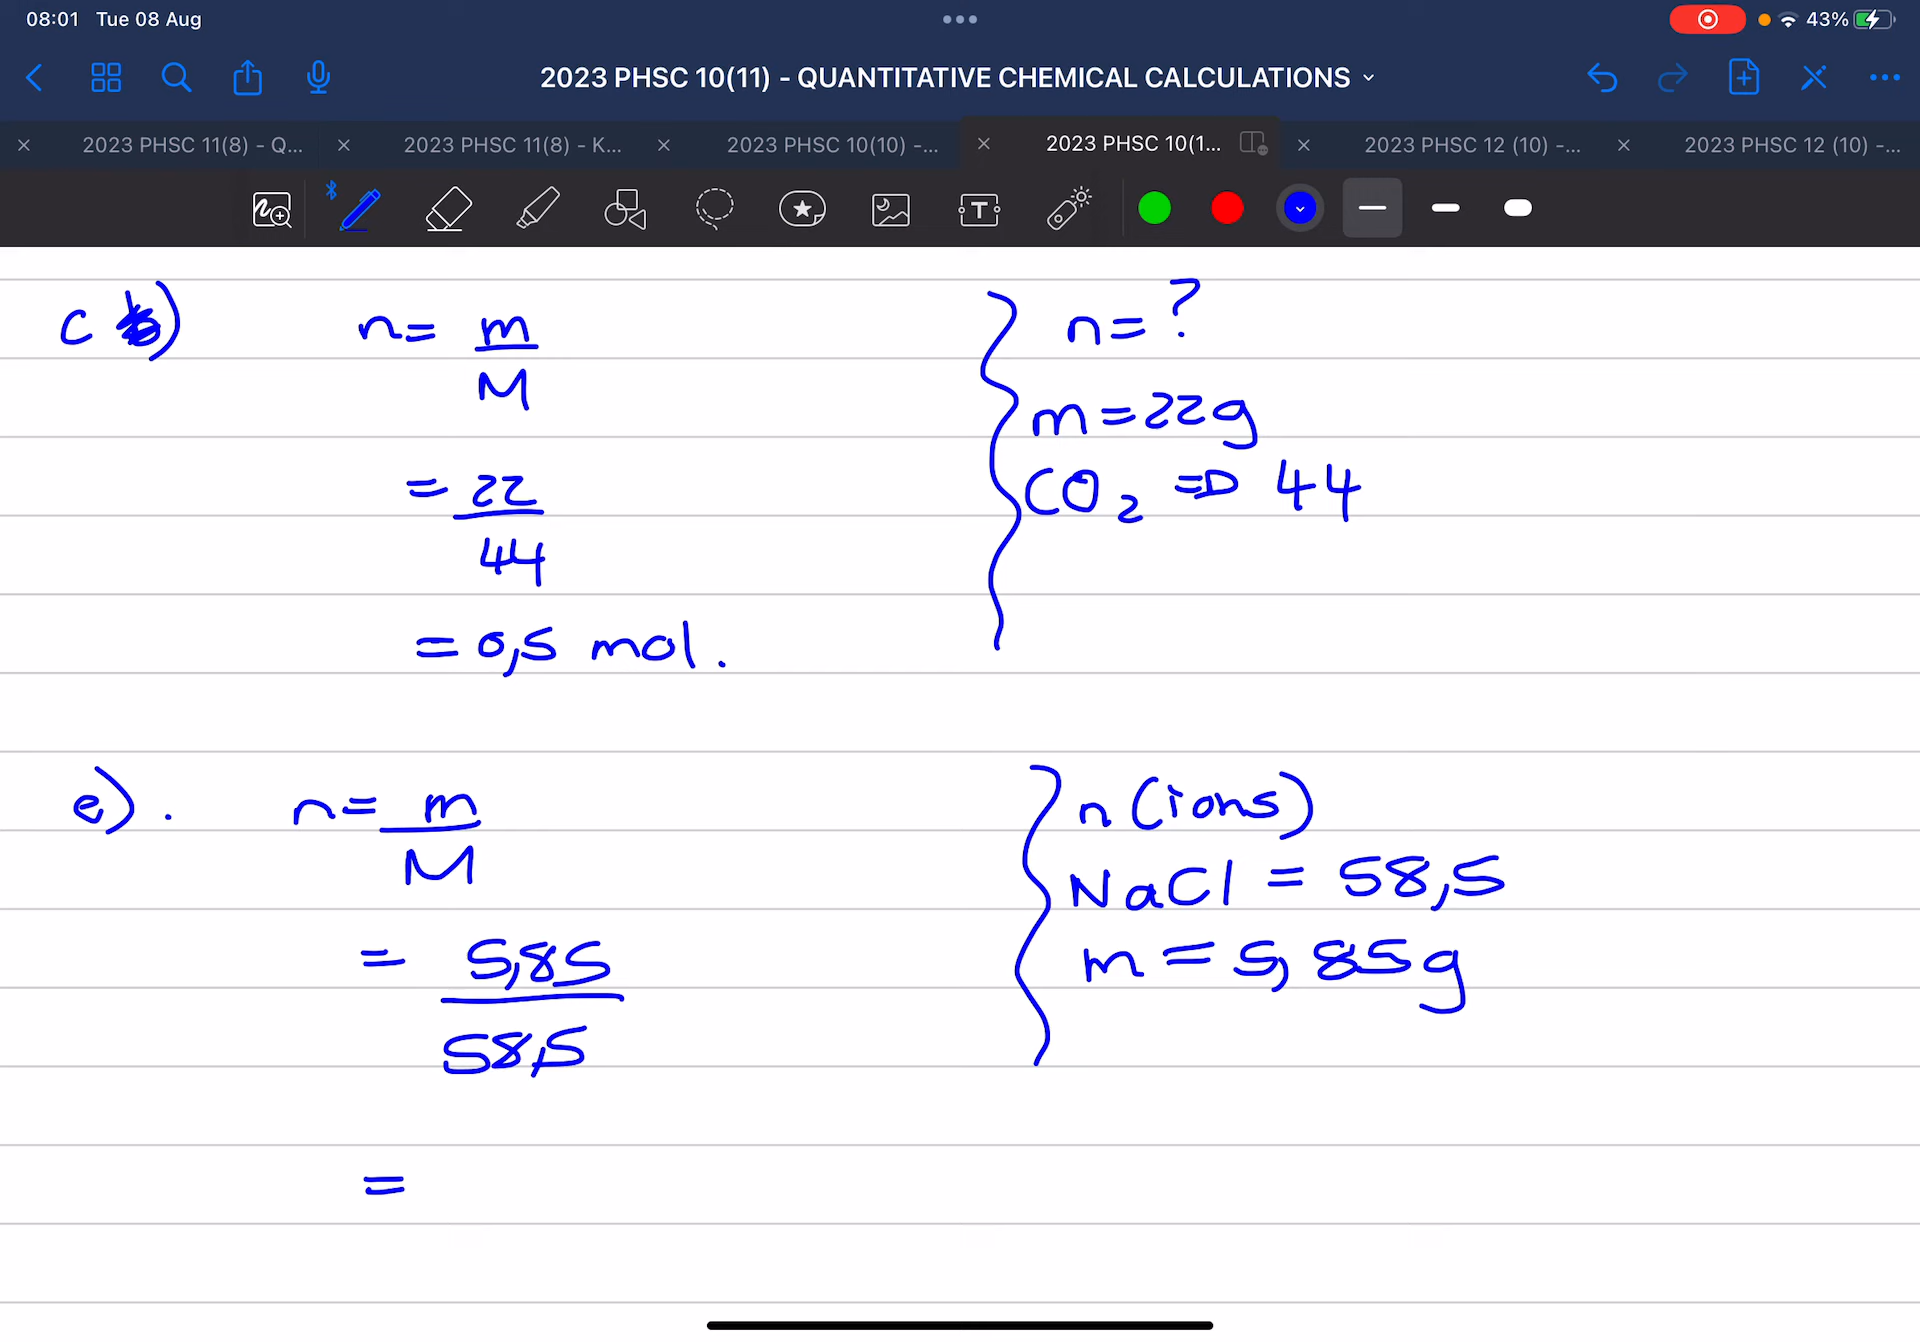 08:01 Tue 08 Aug
43%
2023 PHSC 10(11) - QUANTITATIVE CHEMICAL CALCULATIONS
2023 PHSC 11(8) - Q...
2023 PHSC 11(8) - K...
2023 PHSC 10(10) -...
2023 PHSC 10(1...
2023 PHSC 12 (10) -...
2023 PHSC 12 (10) -...
T
c )
n = m
M
= 22
44
= 0,5 mol.
n = ?
m = 22g
CO₂ => 44
e).
n = m
M
= 5,85
58,5
=
n (ions)
NaCl = 58,5
m = 5,85g